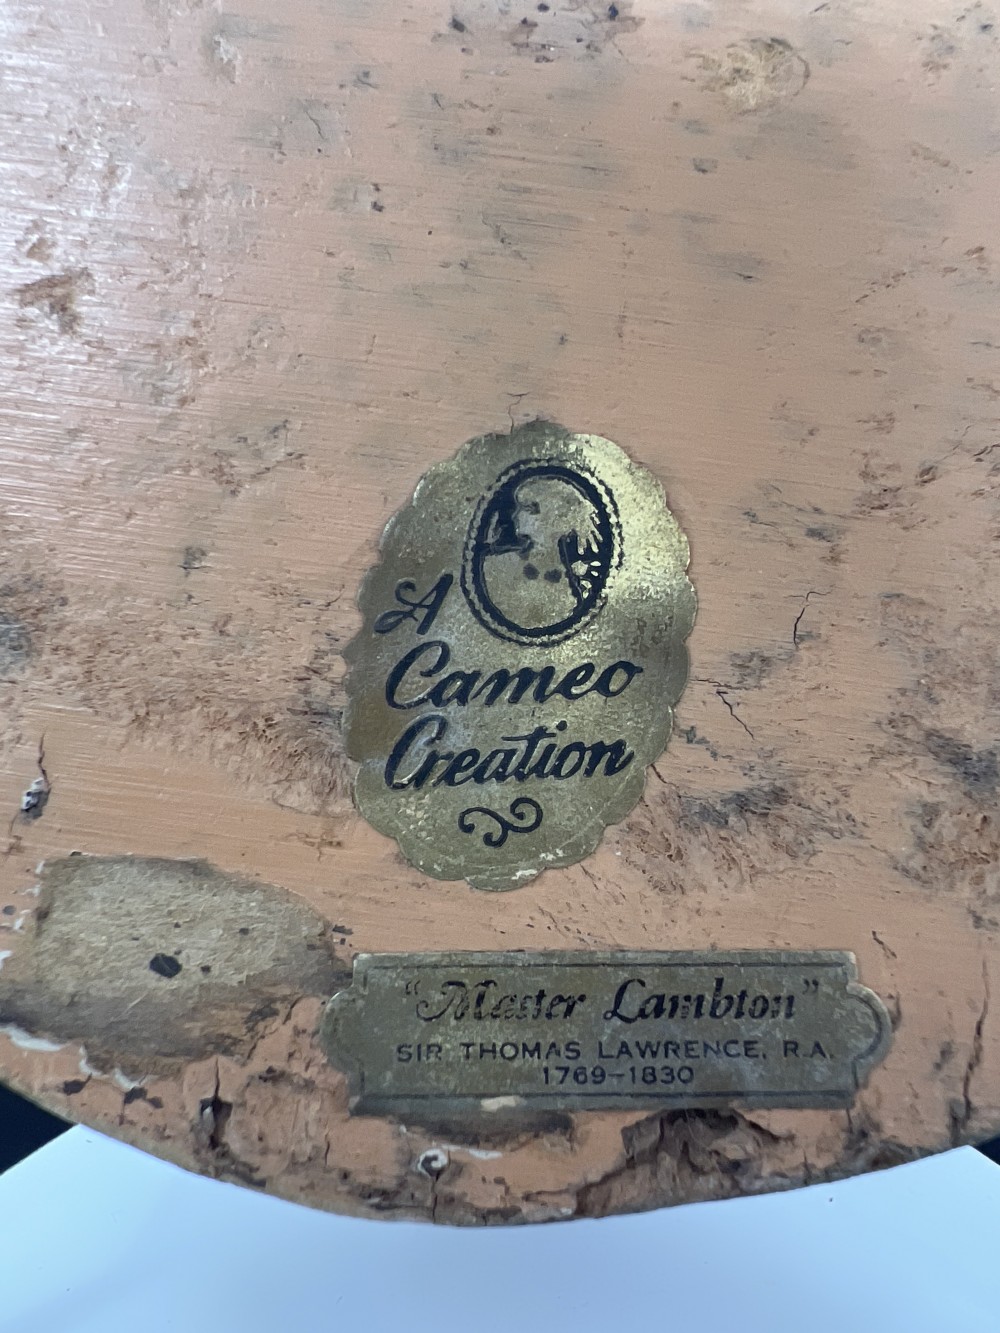 A
Cameo
Creation
"Master Lambton"
SIR THOMAS LAWRENCE, R.A.
1769-1830